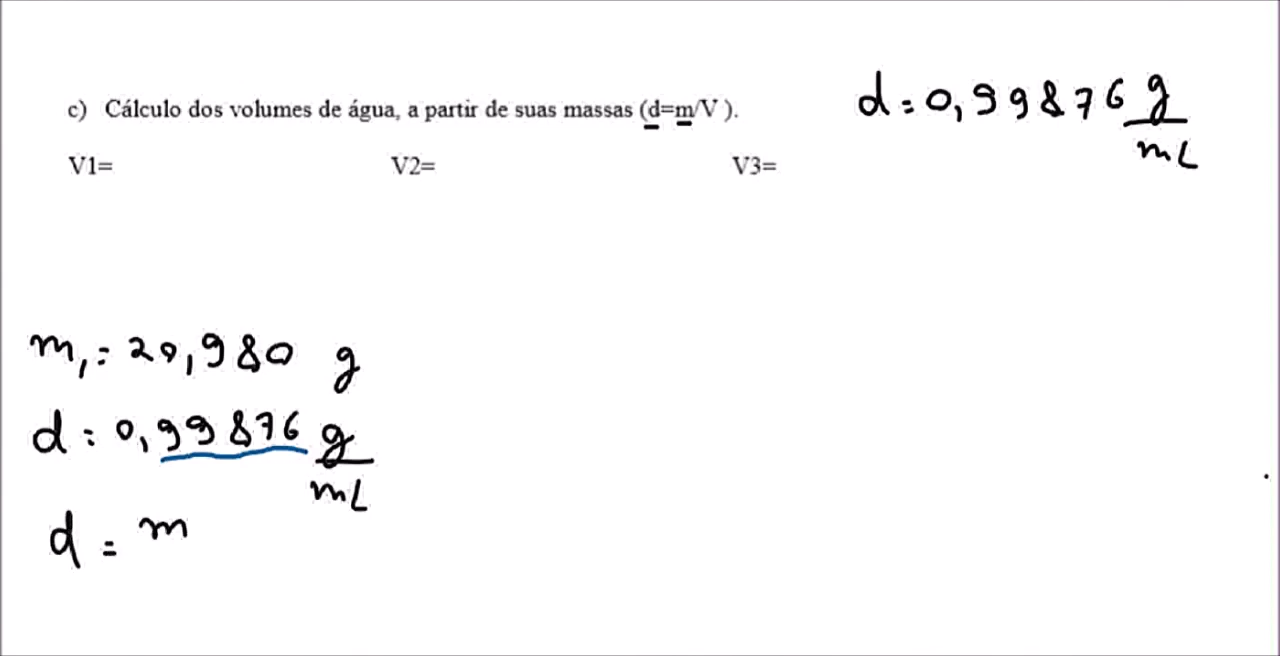 c) Cálculo dos volumes de água, a partir de suas massas (d=m/V ).
d=0,99876 g/mL
V1= V2= V3=
m1=20,980 g
d=0,99876 g/mL
d=m